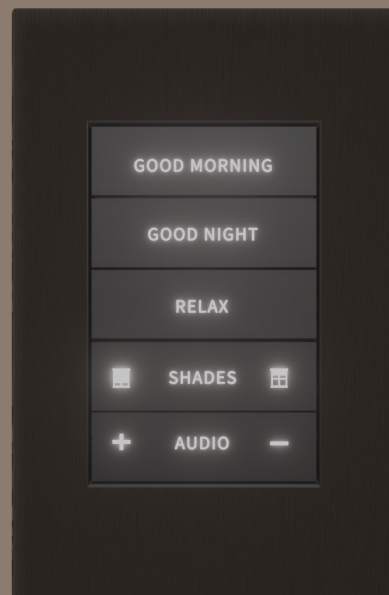 GOOD MORNING
GOOD NIGHT
RELAX
SHADES
+ AUDIO -